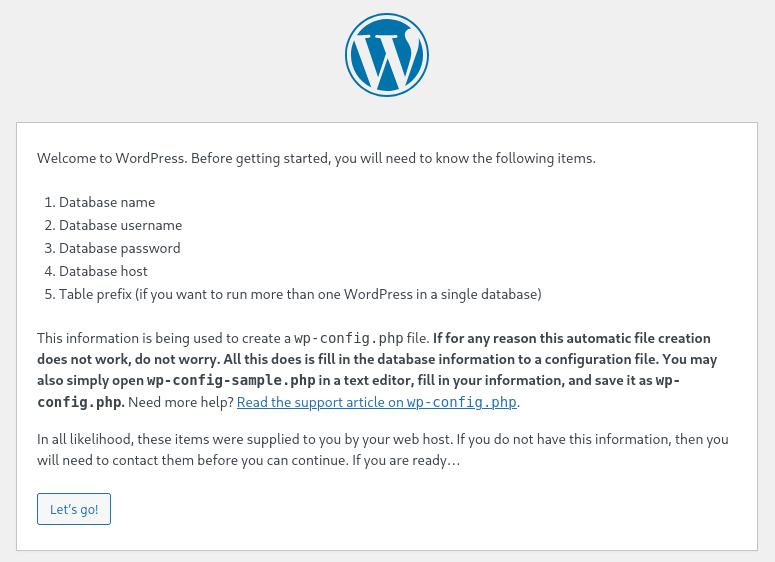 Welcome to WordPress. Before getting started, you will need to know the following items.
1. Database name
2. Database username
3. Database password
4. Database host
5. Table prefix (if you want to run more than one WordPress in a single database)
This information is being used to create a wp-config.php file. If for any reason this automatic file creation
does not work, do not worry. All this does is fill in the database information to a configuration file. You may
also simply open wp-config-sample.php in a text editor, fill in your information, and save it as wp-
config.php. Need more help? Read the support article on wp-config.php.
In all likelihood, these items were supplied to you by your web host. If you do not have this information, then you
will need to contact them before you can continue. If you are ready…
Let's go!